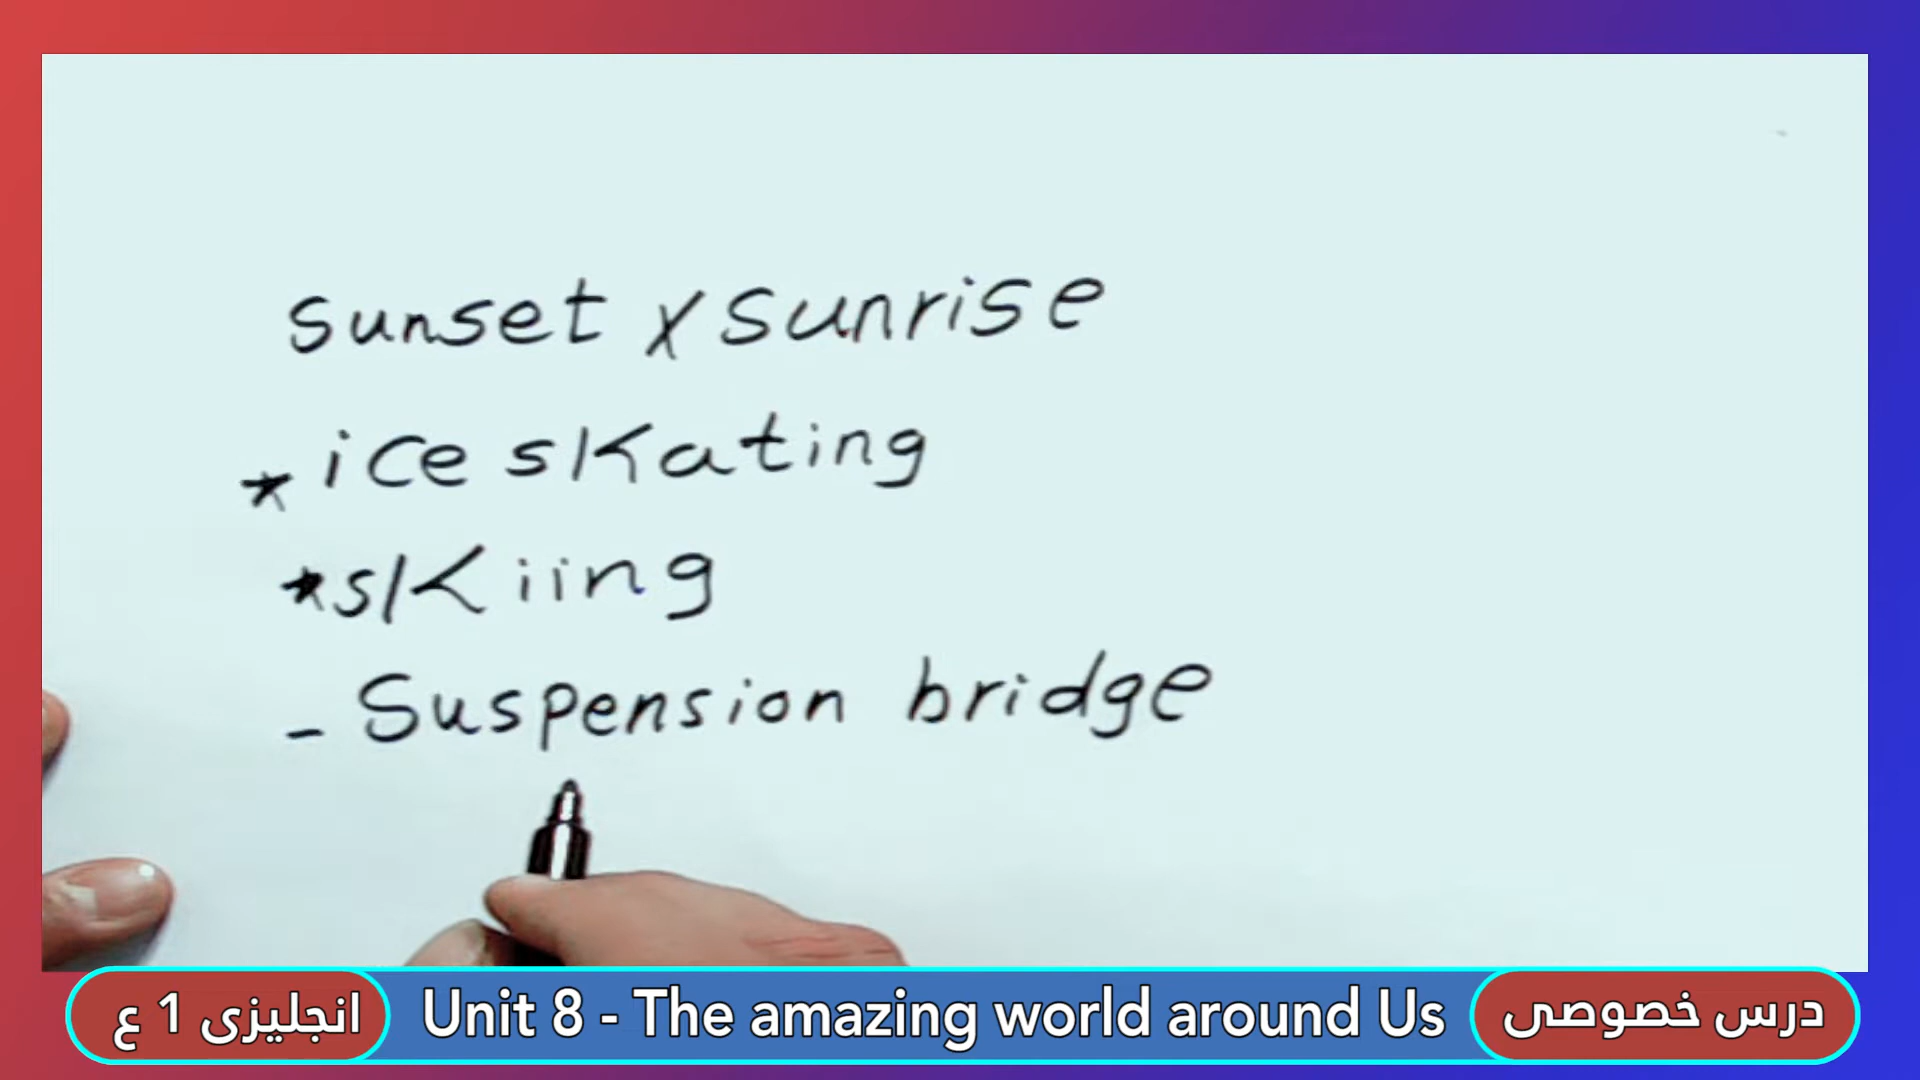 sunset x sunrise
* ice skating
* skiing
- Suspension bridge
انجليزى 1 ع
Unit 8 - The amazing world around Us
درس خصوصى